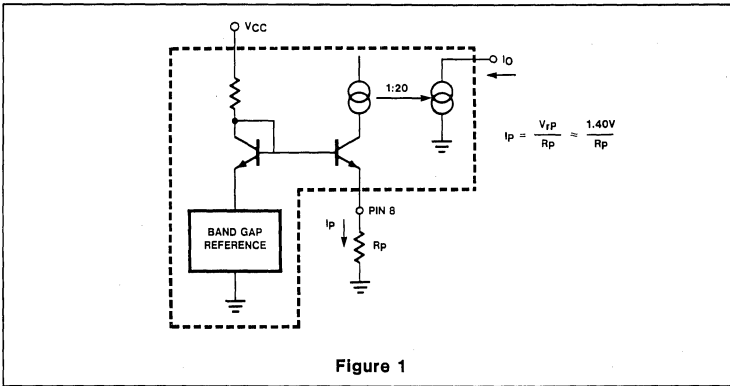 VCC
IO
1:20
Ip = Vrp / Rp = 1.40V / Rp
PIN 8
Ip
Rp
BAND GAP
REFERENCE
Figure 1